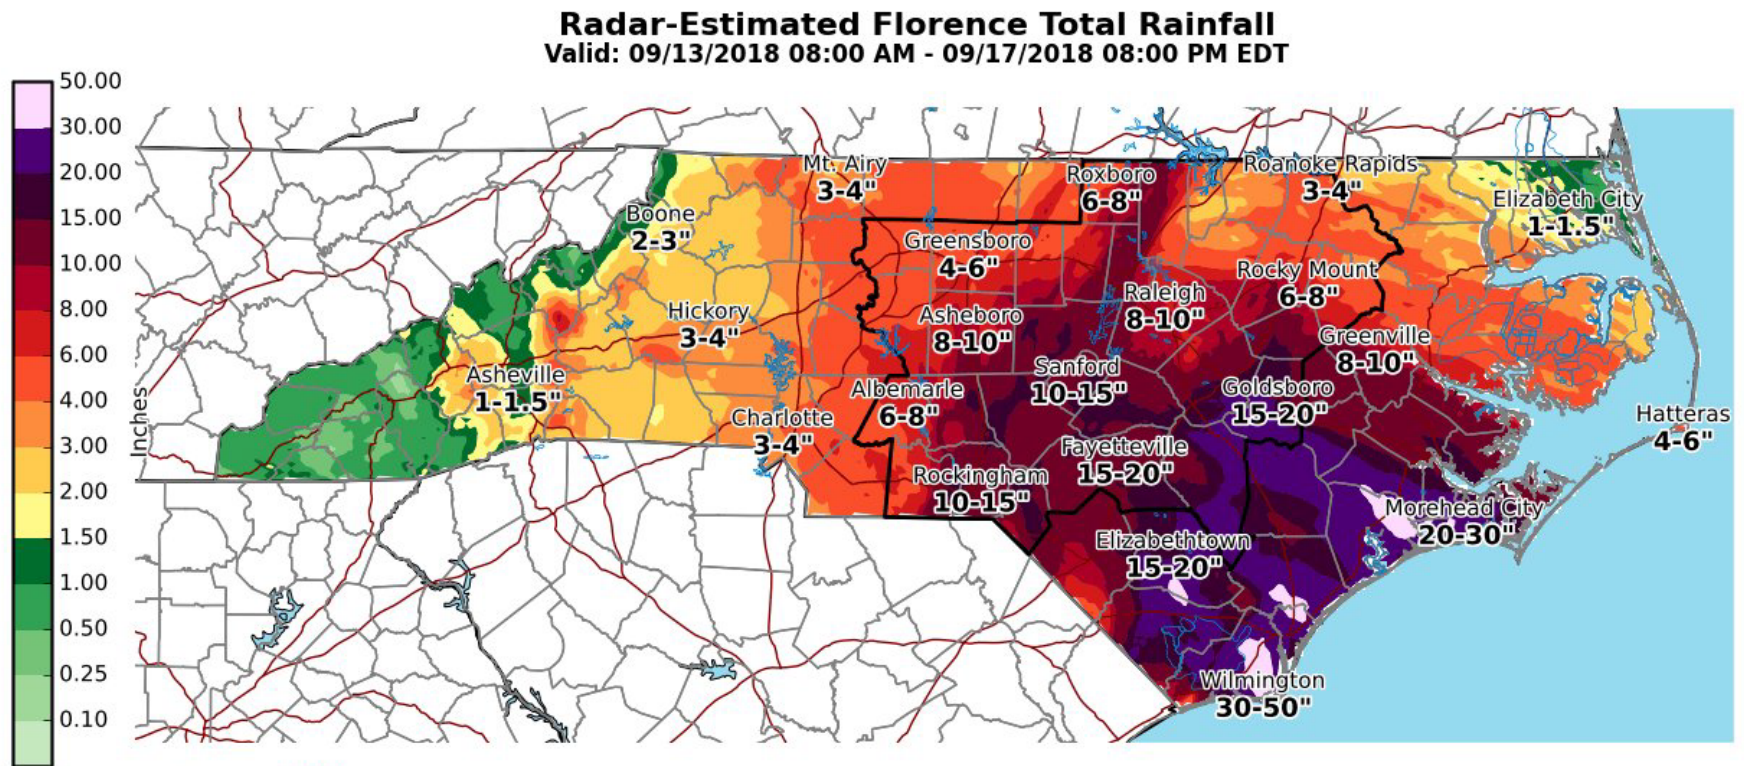 Radar-Estimated Florence Total Rainfall
Valid: 09/13/2018 08:00 AM - 09/17/2018 08:00 PM EDT
50.00
30.00
20.00
15.00
10.00
8.00
6.00
4.00
3.00
2.00
1.50
1.00
0.50
0.25
0.10
Inches
Mt. Airy
3-4"
Roxboro
6-8"
Roanoke Rapids
3-4"
Elizabeth City
1-1.5"
Boone
2-3"
Greensboro
4-6"
Rocky Mount
6-8"
Hickory
3-4"
Asheboro
8-10"
Raleigh
8-10"
Greenville
8-10"
Asheville
1-1.5"
Albemarle
6-8"
Sanford
10-15"
Goldsboro
15-20"
Charlotte
3-4"
Hatteras
4-6"
Rockingham
10-15"
Fayetteville
15-20"
Morehead City
20-30"
Elizabethtown
15-20"
Wilmington
30-50"